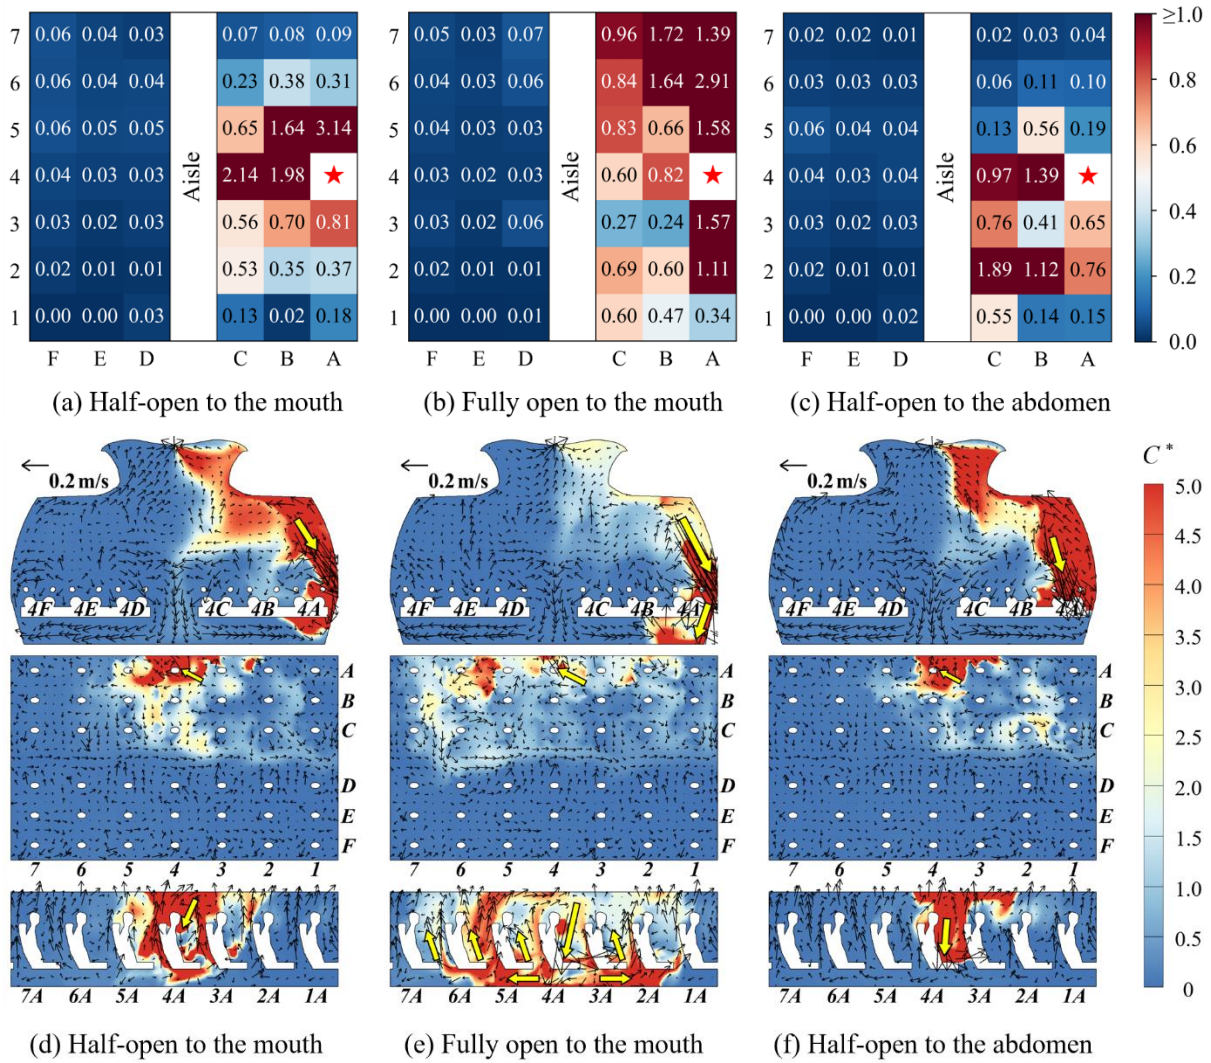 7 0.06 0.04 0.03 0.07 0.08 0.09
6 0.06 0.04 0.04 0.23 0.38 0.31
5 0.06 0.05 0.05 0.65 1.64 3.14
4 0.04 0.03 0.03 2.14 1.98
3 0.03 0.02 0.03 0.56 0.70 0.81
2 0.02 0.01 0.01 0.53 0.35 0.37
1 0.00 0.00 0.03 0.13 0.02 0.18
Aisle
F E D C B A
(a) Half-open to the mouth
7 0.05 0.03 0.07 0.96 1.72 1.39
6 0.04 0.03 0.06 0.84 1.64 2.91
5 0.04 0.03 0.03 0.83 0.66 1.58
4 0.04 0.03 0.03 0.60 0.82
3 0.03 0.02 0.06 0.27 0.24 1.57
2 0.02 0.01 0.01 0.69 0.60 1.11
1 0.00 0.00 0.01 0.60 0.47 0.34
Aisle
F E D C B A
(b) Fully open to the mouth
7 0.02 0.02 0.01 0.02 0.03 0.04
6 0.03 0.03 0.03 0.06 0.11 0.10
5 0.06 0.04 0.04 0.13 0.56 0.19
4 0.04 0.03 0.04 0.97 1.39
3 0.03 0.02 0.03 0.76 0.41 0.65
2 0.02 0.01 0.01 1.89 1.12 0.76
1 0.00 0.00 0.02 0.55 0.14 0.15
Aisle
F E D C B A
(c) Half-open to the abdomen
≥1.0
0.8
0.6
0.4
0.2
0.0
0.2 m/s
4F 4E 4D 4C 4B 4A
A
B
C
D
E
F
7 6 5 4 3 2 1
7A 6A 5A 4A 3A 2A 1A
(d) Half-open to the mouth
0.2 m/s
4F 4E 4D 4C 4B 4A
A
B
C
D
E
F
7 6 5 4 3 2 1
7A 6A 5A 4A 3A 2A 1A
(e) Fully open to the mouth
0.2 m/s
4F 4E 4D 4C 4B 4A
A
B
C
D
E
F
7 6 5 4 3 2 1
7A 6A 5A 4A 3A 2A 1A
(f) Half-open to the abdomen
C*
5.0
4.5
4.0
3.5
3.0
2.5
2.0
1.5
1.0
0.5
0